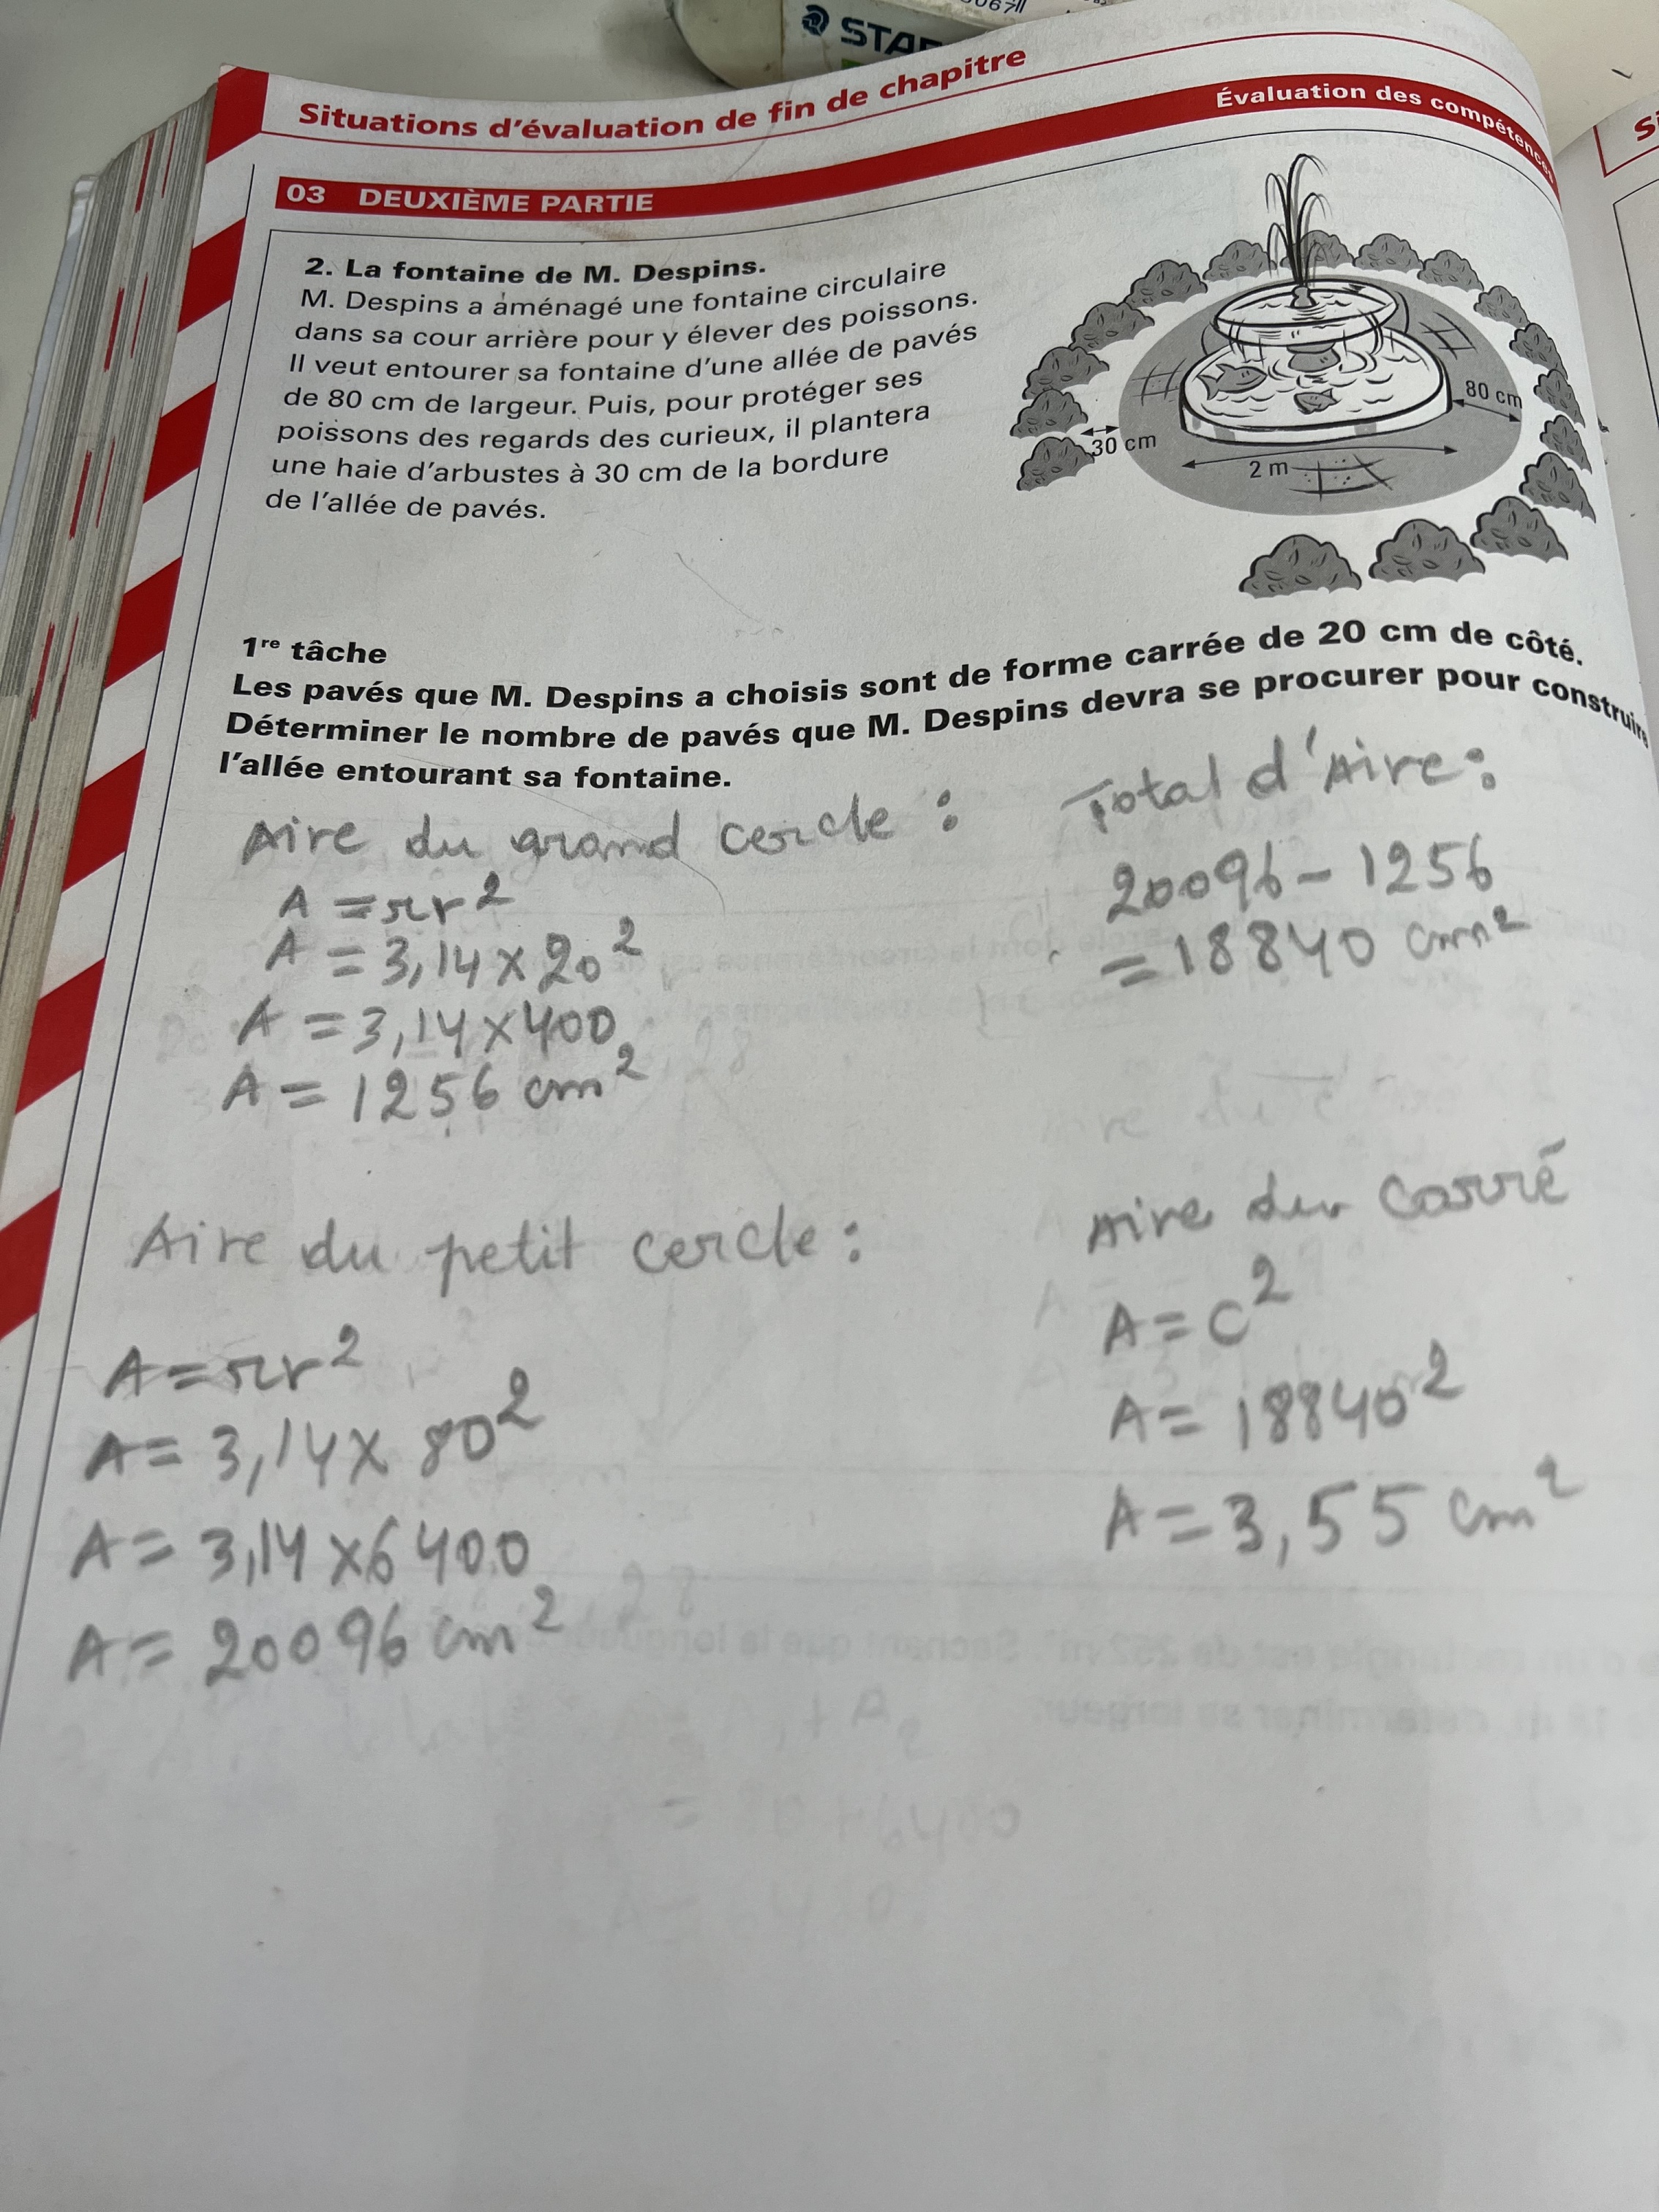 STA
Situations d'évaluation de fin de chapitre
Évaluation des compétences
03 DEUXIÈME PARTIE
2. La fontaine de M. Despins.
M. Despins a aménagé une fontaine circulaire
dans sa cour arrière pour y élever des poissons.
Il veut entourer sa fontaine d'une allée de pavés
de 80 cm de largeur. Puis, pour protéger ses
poissons des regards des curieux, il plantera
une haie d'arbustes à 30 cm de la bordure
de l'allée de pavés.
80 cm
30 cm
2 m
1re tâche
Les pavés que M. Despins a choisis sont de forme carrée de 20 cm de côté.
Déterminer le nombre de pavés que M. Despins devra se procurer pour construire
l'allée entourant sa fontaine.
Aire du grand cercle :
A = πr²
A = 3,14 x 20²
A = 3,14 x 400
A = 1256 cm²
Aire du petit cercle :
A = πr²
A = 3,14 x 80²
A = 3,14 x 6400
A = 20096 cm²
Total d'Aire :
20096 - 1256
= 18840 cm²
Aire du carré
A = c²
A = 18840²
A = 3,55 cm²